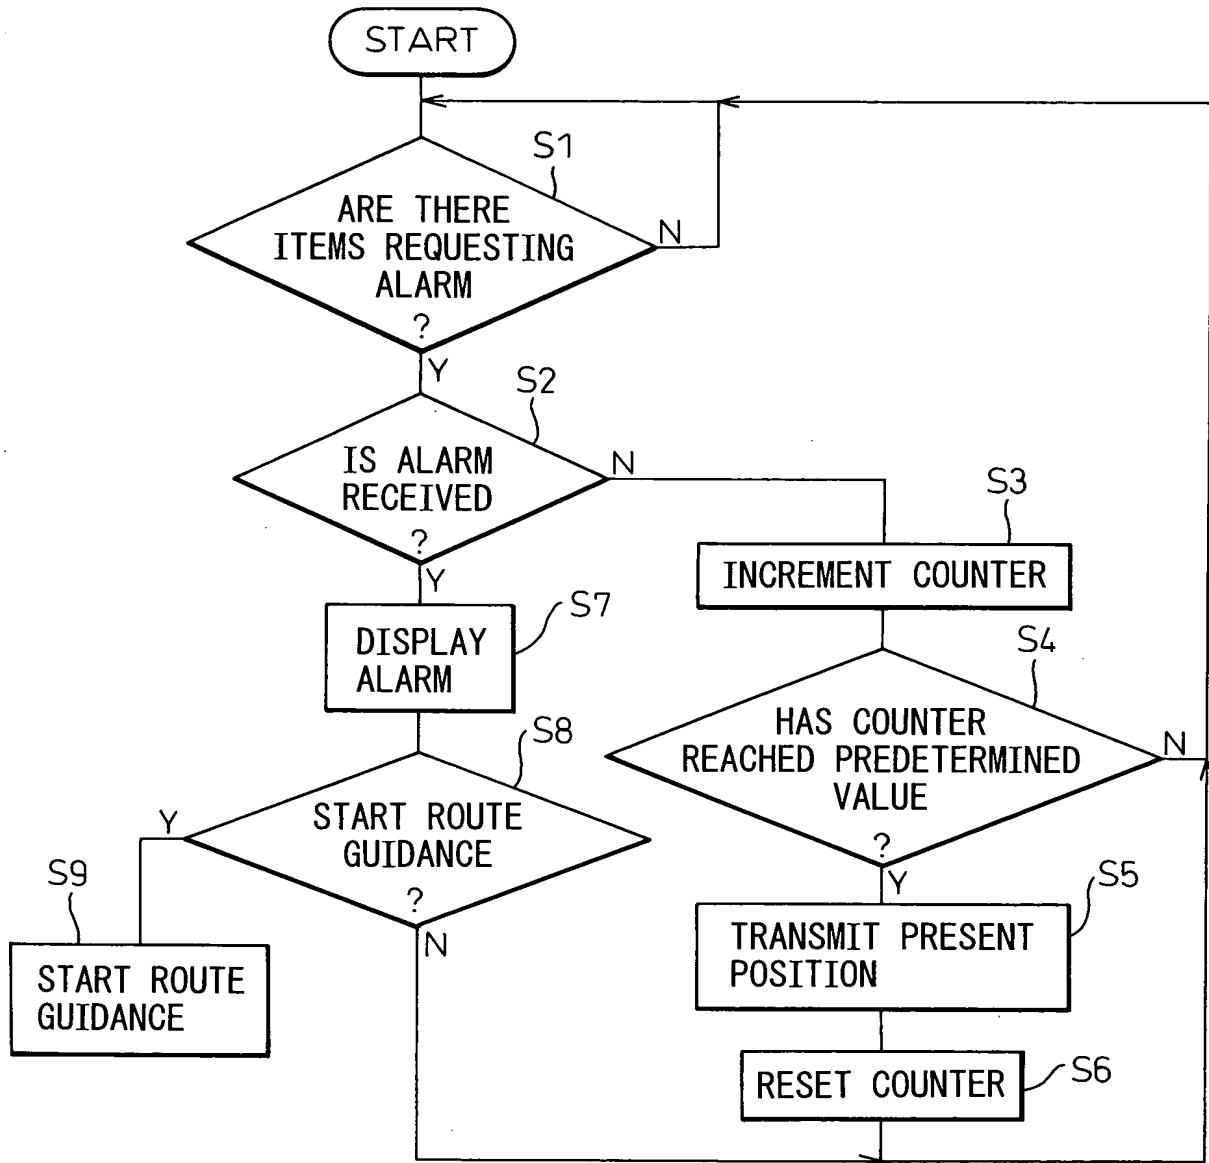 START
S1
ARE THERE
ITEMS REQUESTING
ALARM
?
N
Y
S2
IS ALARM
RECEIVED
?
N
Y
S3
INCREMENT COUNTER
S7
DISPLAY
ALARM
S4
HAS COUNTER
REACHED PREDETERMINED
VALUE
?
N
Y
S8
START ROUTE
GUIDANCE
?
Y
N
S9
START ROUTE
GUIDANCE
S5
TRANSMIT PRESENT
POSITION
S6
RESET COUNTER